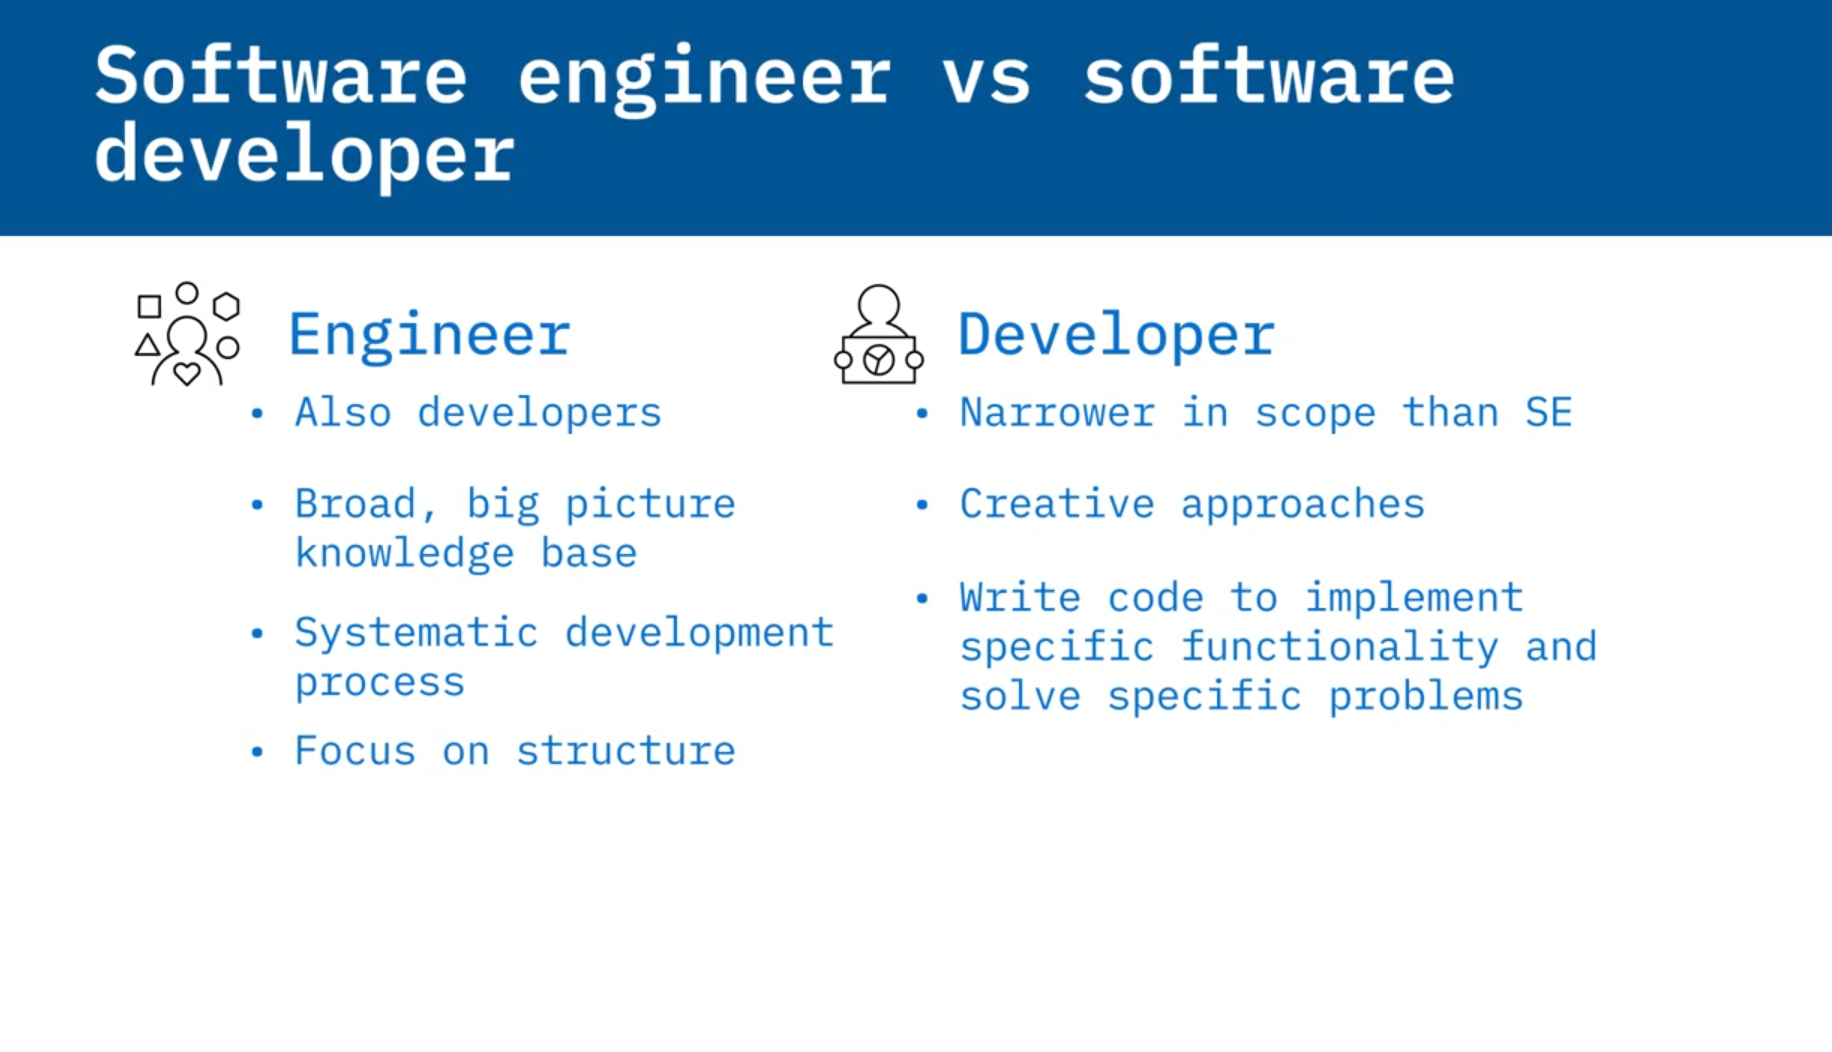 Software engineer vs software
developer
Engineer
• Also developers
• Broad, big picture
knowledge base
• Systematic development
process
• Focus on structure
Developer
• Narrower in scope than SE
• Creative approaches
• Write code to implement
specific functionality and
solve specific problems